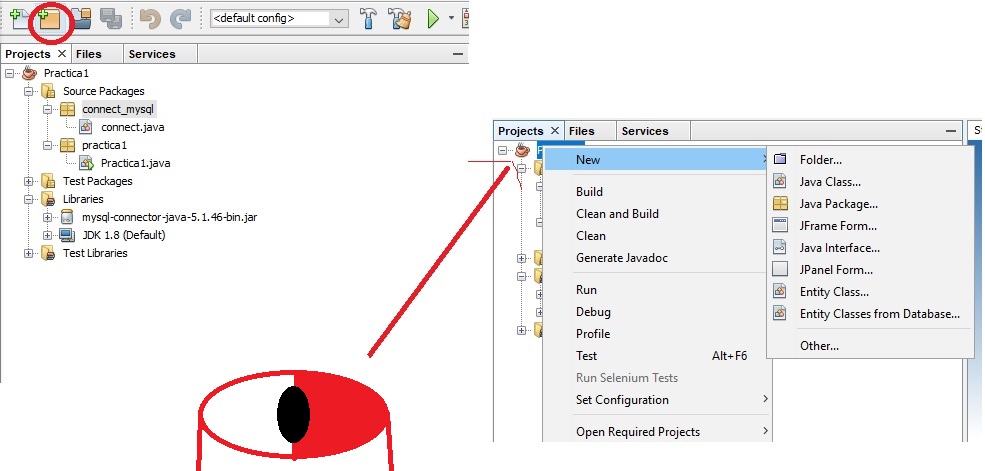 <default config>
Projects
Files
Services
Practica1
Source Packages
connect_mysql
connect.java
practica1
Practica1.java
Test Packages
Libraries
mysql-connector-java-5.1.46-bin.jar
JDK 1.8 (Default)
Test Libraries
Projects
Files
Services
New
Build
Clean and Build
Clean
Generate Javadoc
Run
Debug
Profile
Test Alt+F6
Run Selenium Tests
Set Configuration
Open Required Projects
Folder...
Java Class...
Java Package...
JFrame Form...
Java Interface...
JPanel Form...
Entity Class...
Entity Classes from Database...
Other...